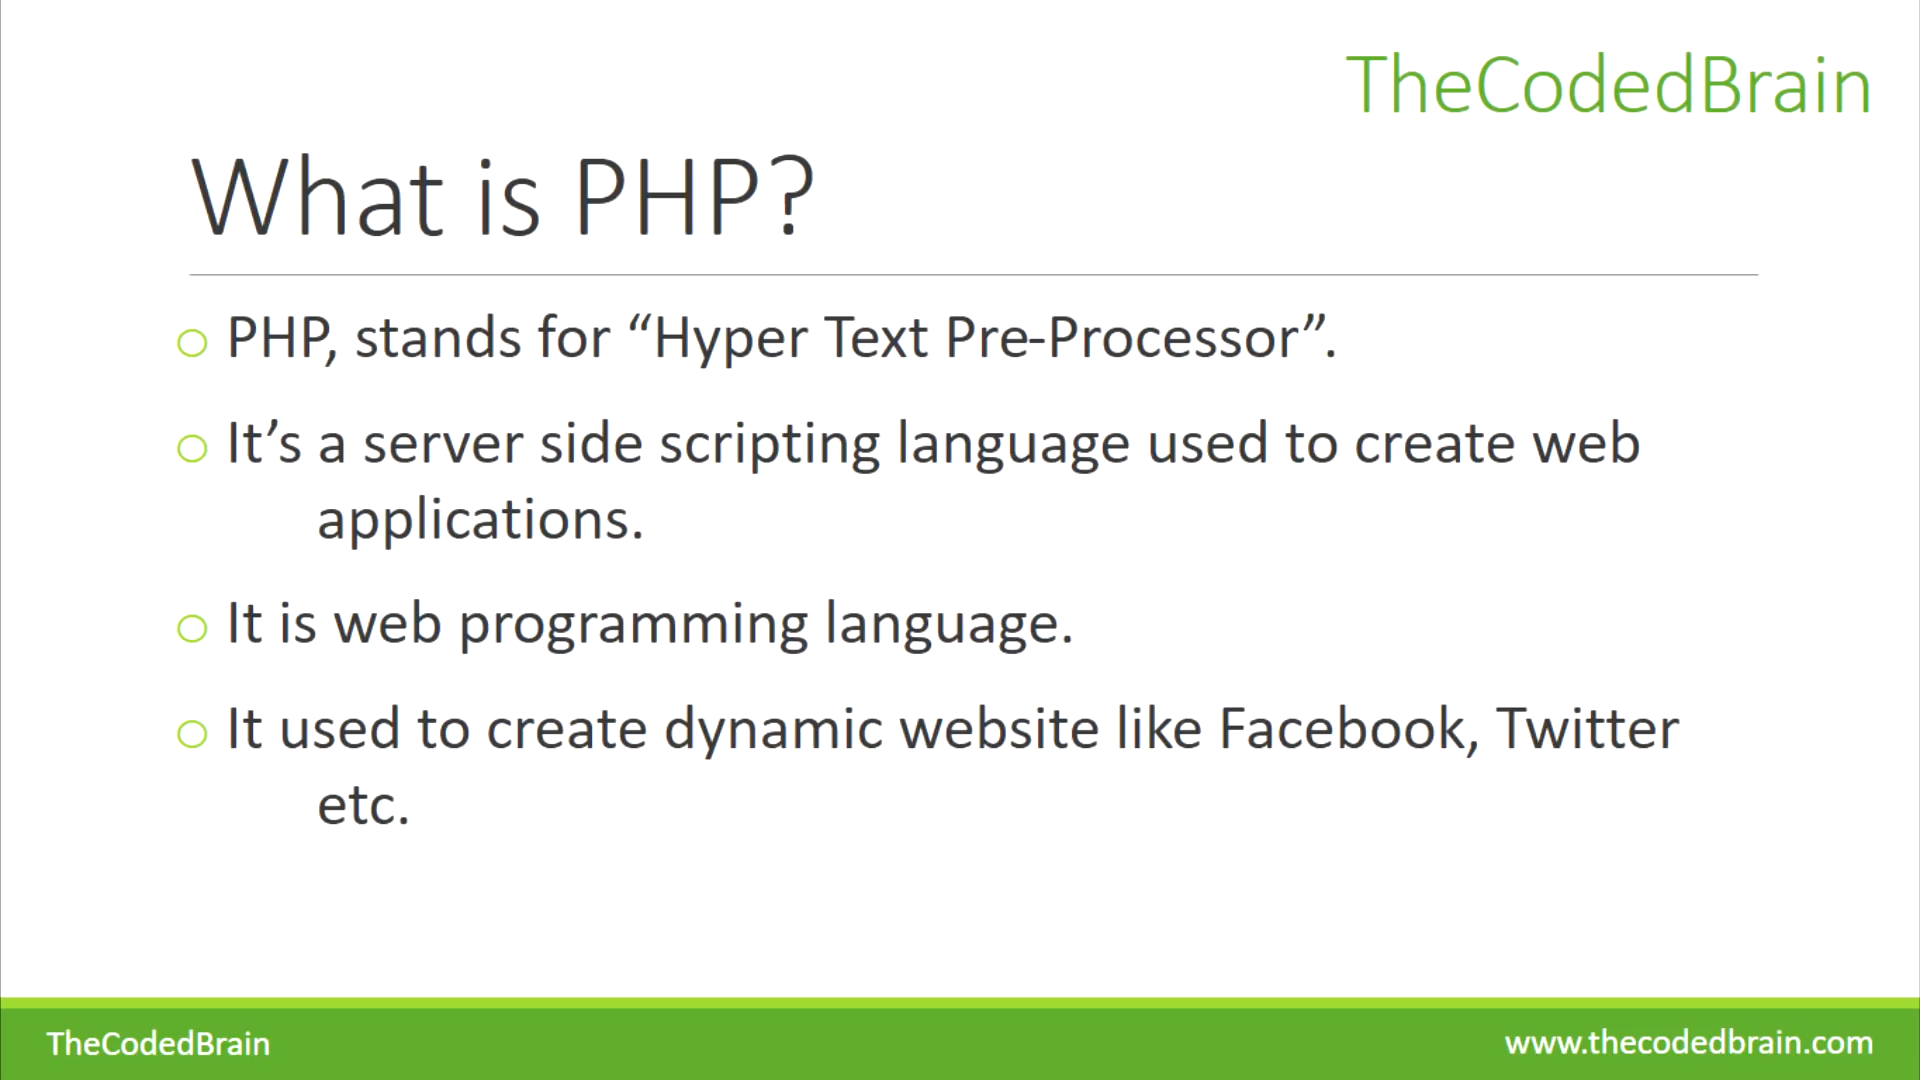 TheCodedBrain
What is PHP?
PHP, stands for “Hyper Text Pre-Processor”.
It’s a server side scripting language used to create web
applications.
It is web programming language.
It used to create dynamic website like Facebook, Twitter
etc.
TheCodedBrain
www.thecodedbrain.com